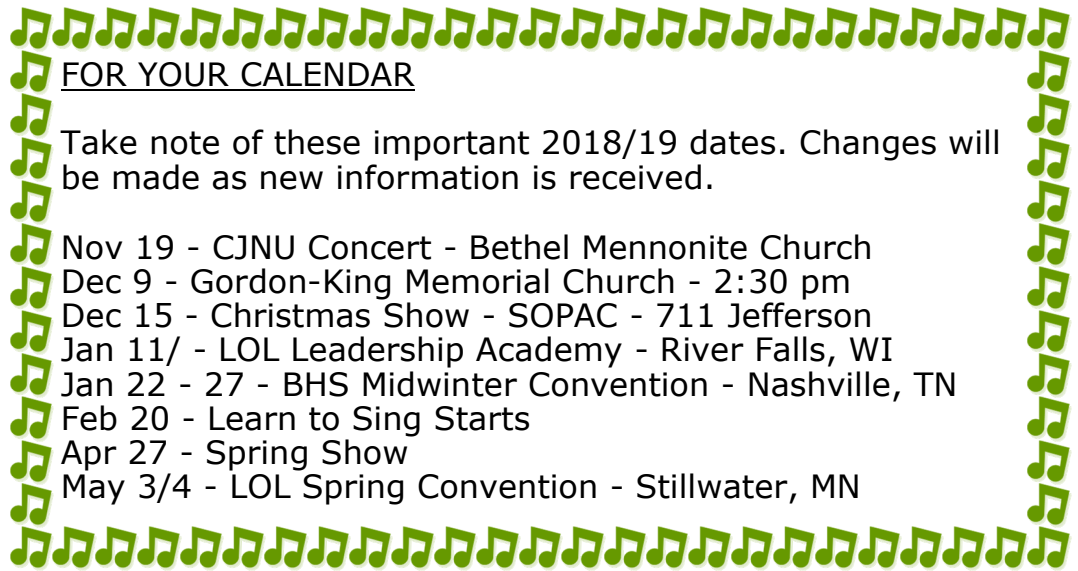 FOR YOUR CALENDAR
Take note of these important 2018/19 dates. Changes will
be made as new information is received.
Nov 19 - CJNU Concert - Bethel Mennonite Church
Dec 9 - Gordon-King Memorial Church - 2:30 pm
Dec 15 - Christmas Show - SOPAC - 711 Jefferson
Jan 11/ - LOL Leadership Academy - River Falls, WI
Jan 22 - 27 - BHS Midwinter Convention - Nashville, TN
Feb 20 - Learn to Sing Starts
Apr 27 - Spring Show
May 3/4 - LOL Spring Convention - Stillwater, MN